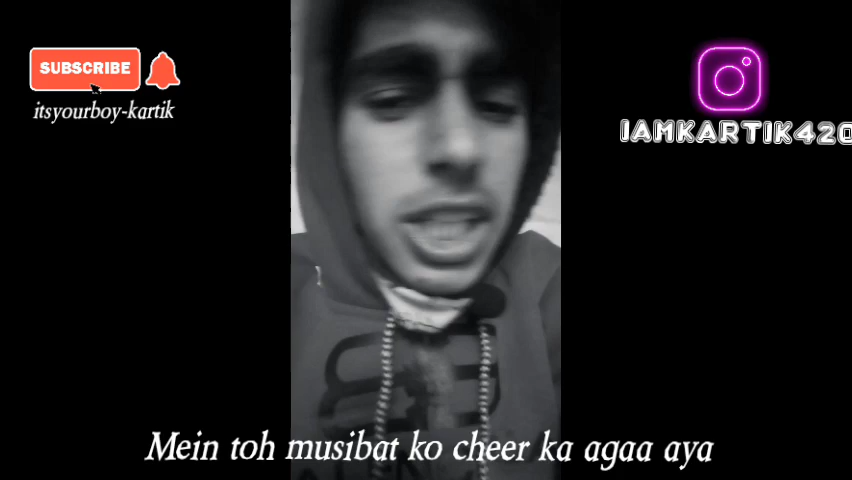 SUBSCRIBE
itsyourboy-kartik
IAMKARTIK420
Mein toh musibat ko cheer ka agaa aya